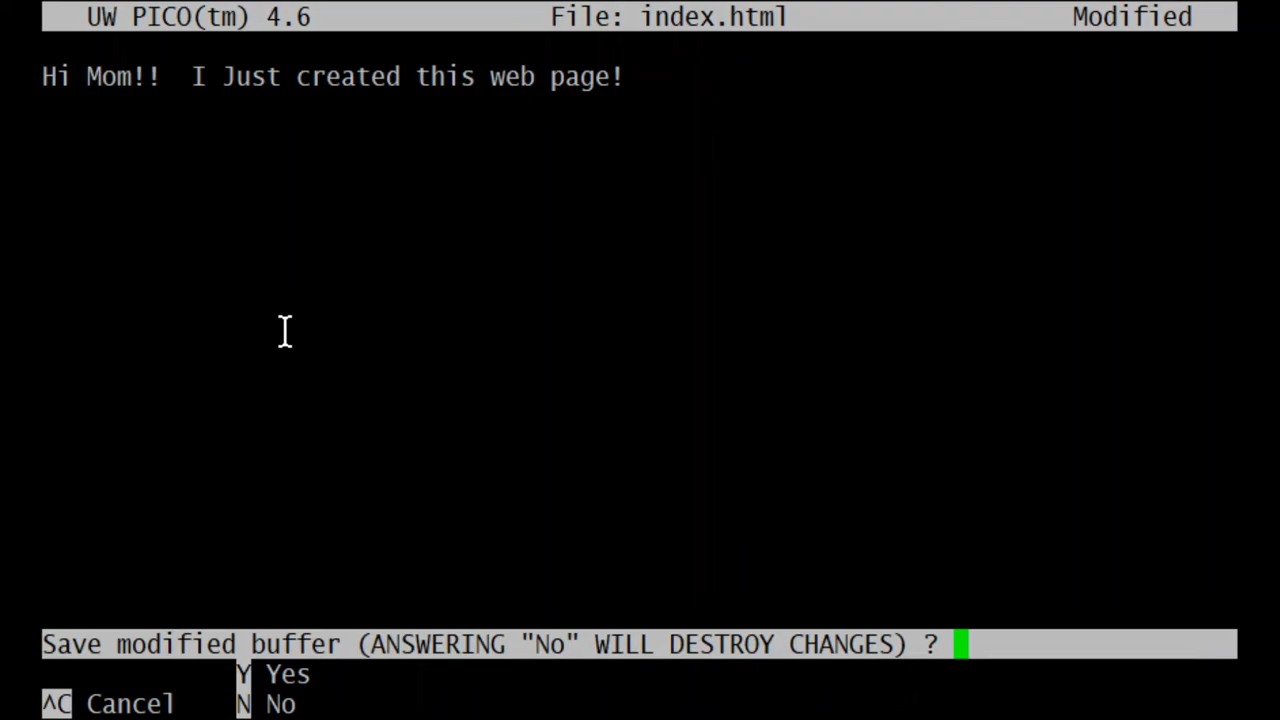 UW PICO(tm) 4.6 File: index.html Modified
Hi Mom!! I Just created this web page!
Save modified buffer (ANSWERING "No" WILL DESTROY CHANGES) ?
Y Yes
^C Cancel N No